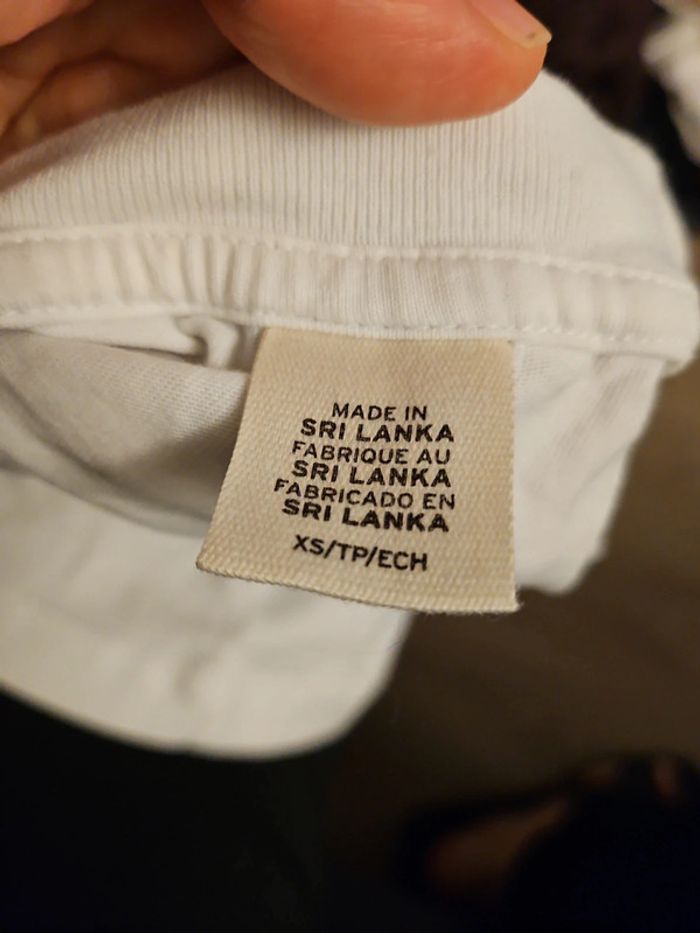 MADE IN
SRI LANKA
FABRIQUE AU
SRI LANKA
FABRICADO EN
SRI LANKA
XS/TP/ECH